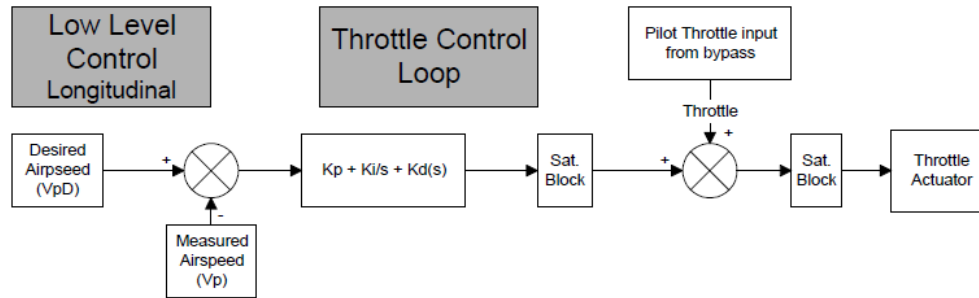 Low Level
Control
Longitudinal
Throttle Control
Loop
Pilot Throttle input
from bypass
Throttle
+
Desired
Airpseed
(VpD)
+
-
Measured
Airspeed
(Vp)
Kp + Ki/s + Kd(s)
Sat.
Block
+
Sat.
Block
Throttle
Actuator